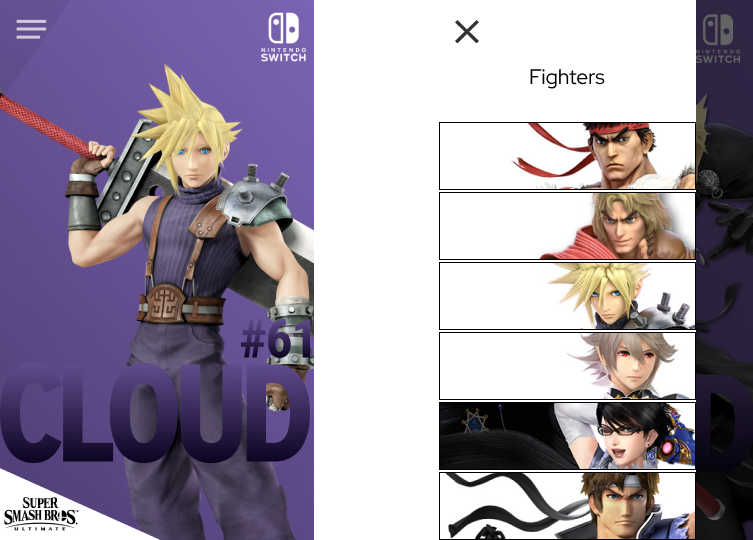 NINTENDO
SWITCH
#61
CLOUD
SUPER
SMASH BROS.
ULTIMATE
Fighters
NINTENDO
SWITCH
D